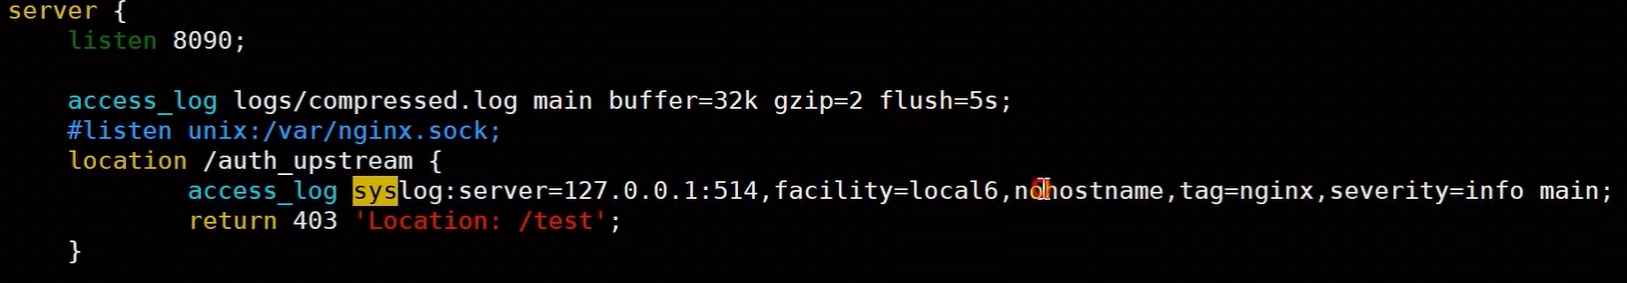 server {
listen 8090;
access_log logs/compressed.log main buffer=32k gzip=2 flush=5s;
#listen unix:/var/nginx.sock;
location /auth_upstream {
access_log syslog:server=127.0.0.1:514,facility=local6,nohostname,tag=nginx,severity=info main;
return 403 'Location: /test';
}